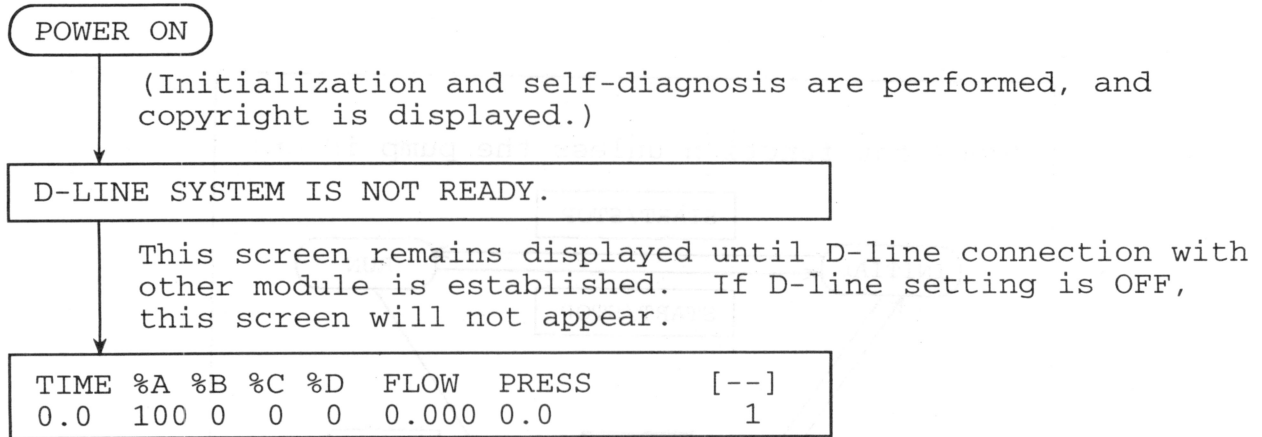 POWER ON
(Initialization and self-diagnosis are performed, and
copyright is displayed.)
D-LINE SYSTEM IS NOT READY.
This screen remains displayed until D-line connection with
other module is established. If D-line setting is OFF,
this screen will not appear.
TIME %A %B %C %D FLOW PRESS [--]
0.0 100 0 0 0 0.000 0.0 1